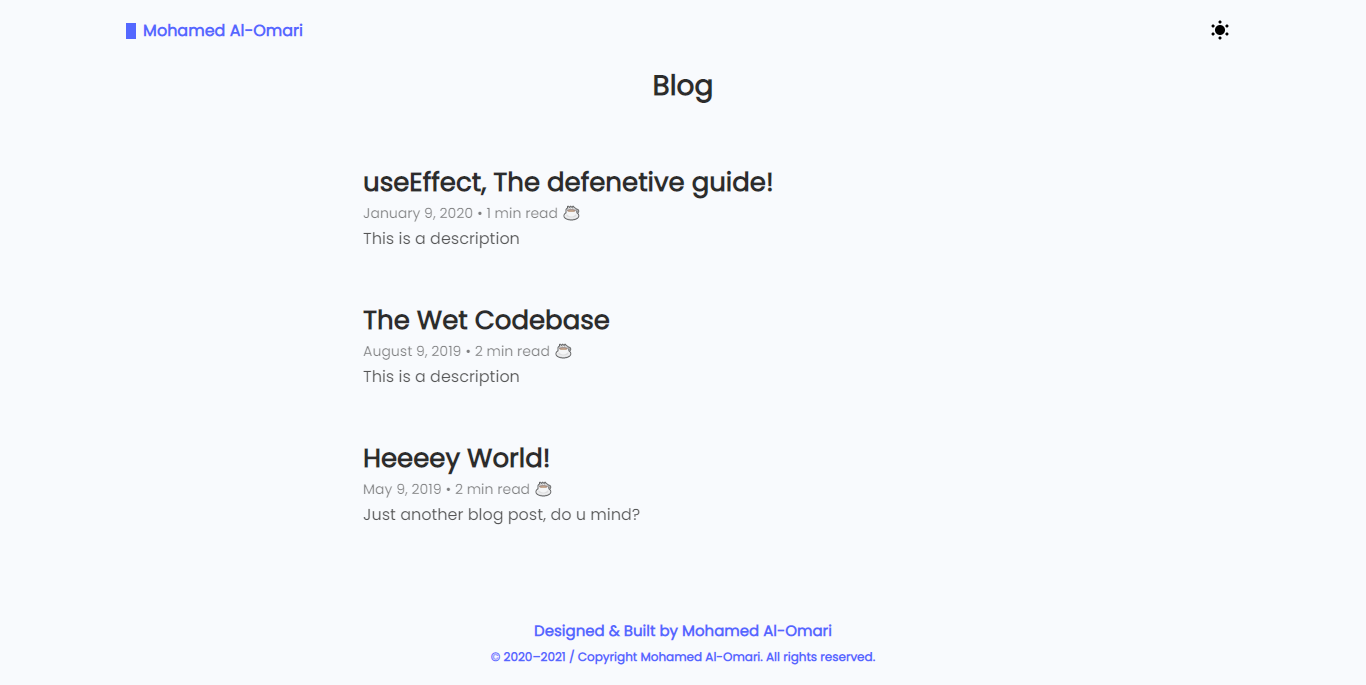 Mohamed Al-Omari
Blog
useEffect, The defenetive guide!
January 9, 2020 • 1 min read
This is a description
The Wet Codebase
August 9, 2019 • 2 min read
This is a description
Heeeey World!
May 9, 2019 • 2 min read
Just another blog post, do u mind?
Designed & Built by Mohamed Al-Omari
© 2020–2021 / Copyright Mohamed Al-Omari. All rights reserved.